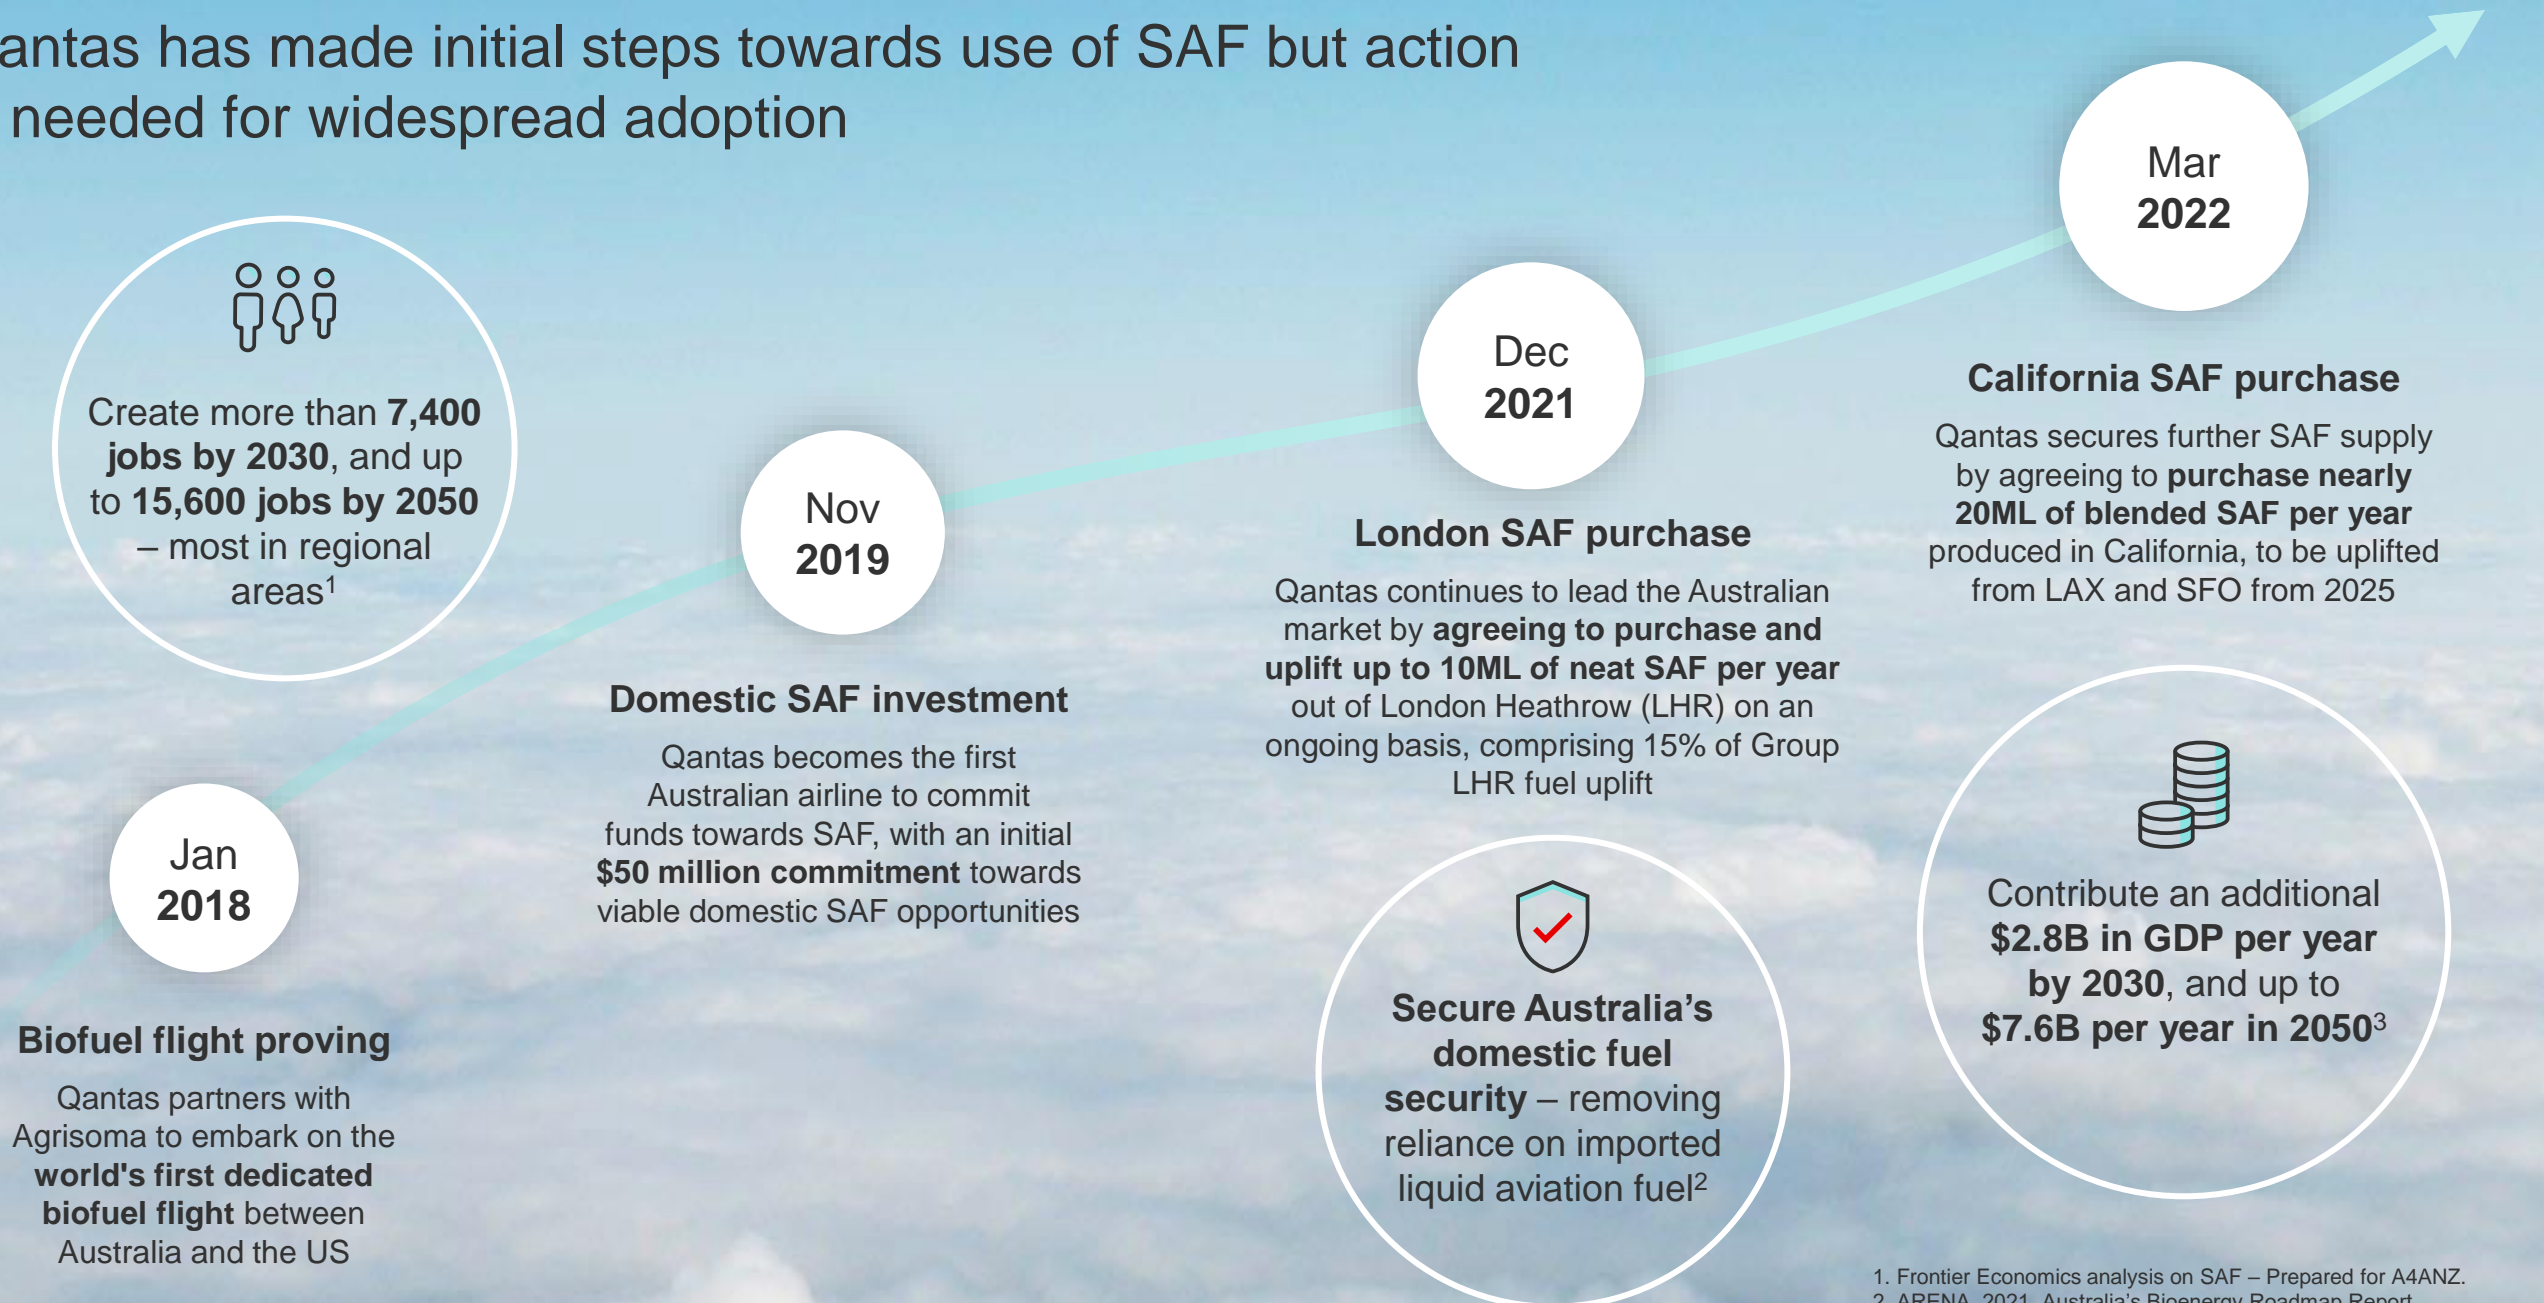 antas has made initial steps towards use of SAF but action
needed for widespread adoption
Create more than 7,400
jobs by 2030, and up
to 15,600 jobs by 2050
– most in regional
areas¹
Jan
2018
Biofuel flight proving
Qantas partners with
Agrisoma to embark on the
world's first dedicated
biofuel flight between
Australia and the US
Nov
2019
Domestic SAF investment
Qantas becomes the first
Australian airline to commit
funds towards SAF, with an initial
$50 million commitment towards
viable domestic SAF opportunities
Dec
2021
London SAF purchase
Qantas continues to lead the Australian
market by agreeing to purchase and
uplift up to 10ML of neat SAF per year
out of London Heathrow (LHR) on an
ongoing basis, comprising 15% of Group
LHR fuel uplift
Secure Australia’s
domestic fuel
security – removing
reliance on imported
liquid aviation fuel²
Mar
2022
California SAF purchase
Qantas secures further SAF supply
by agreeing to purchase nearly
20ML of blended SAF per year
produced in California, to be uplifted
from LAX and SFO from 2025
Contribute an additional
$2.8B in GDP per year
by 2030, and up to
$7.6B per year in 2050³
1. Frontier Economics analysis on SAF – Prepared for A4ANZ.
2. ARENA, 2021, Australia’s Bioenergy Roadmap Report